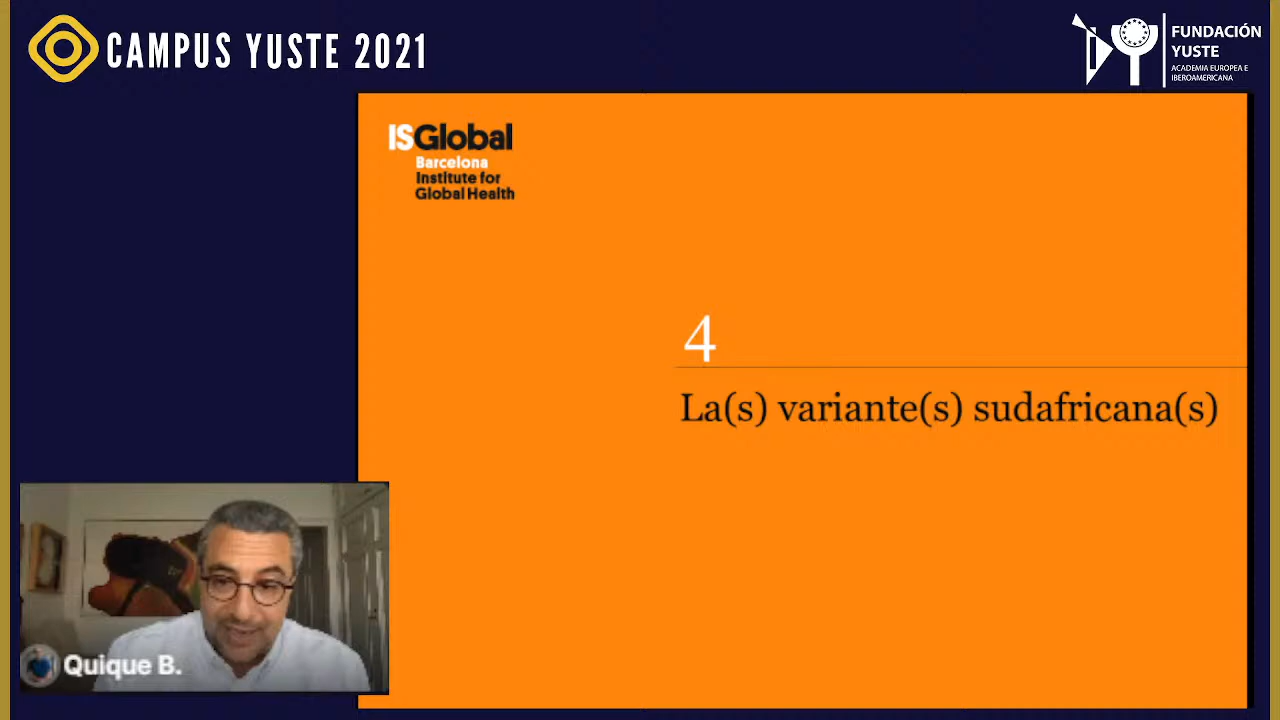 CAMPUS YUSTE 2021
FUNDACIÓN
YUSTE
ACADEMIA EUROPEA E
IBEROAMERICANA
ISGlobal
Barcelona
Institute for
Global Health
4
La(s) variante(s) sudafricana(s)
Quique B.